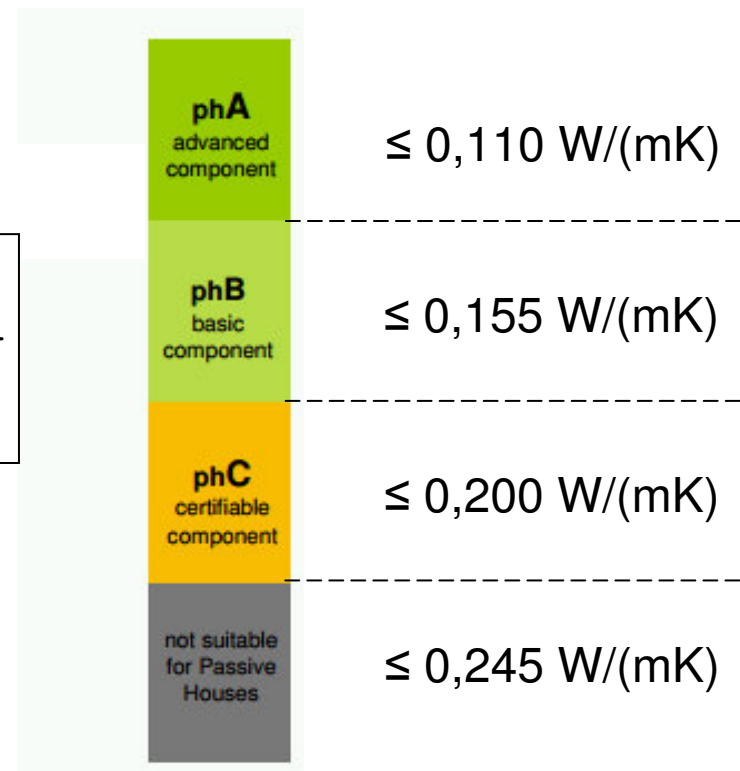 phA
advanced
component
≤ 0,110 W/(mK)
phB
basic
component
≤ 0,155 W/(mK)
phC
certifiable
component
≤ 0,200 W/(mK)
not suitable
for Passive
Houses
≤ 0,245 W/(mK)